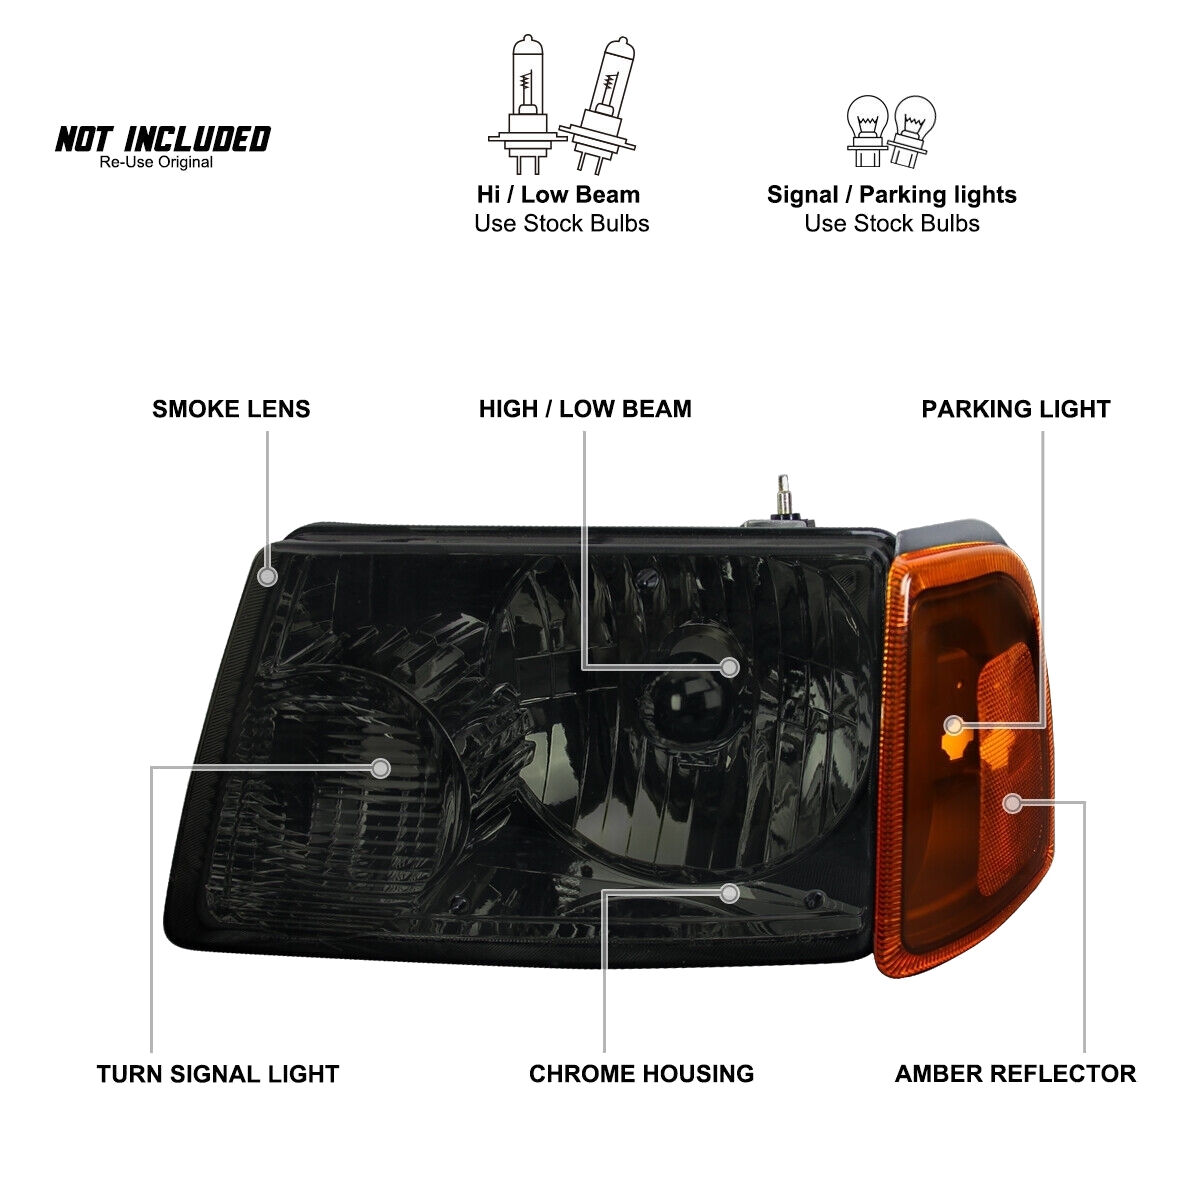 NOT INCLUDED
Re-Use Original
Hi / Low Beam
Use Stock Bulbs
Signal / Parking lights
Use Stock Bulbs
SMOKE LENS
HIGH / LOW BEAM
PARKING LIGHT
TURN SIGNAL LIGHT
CHROME HOUSING
AMBER REFLECTOR